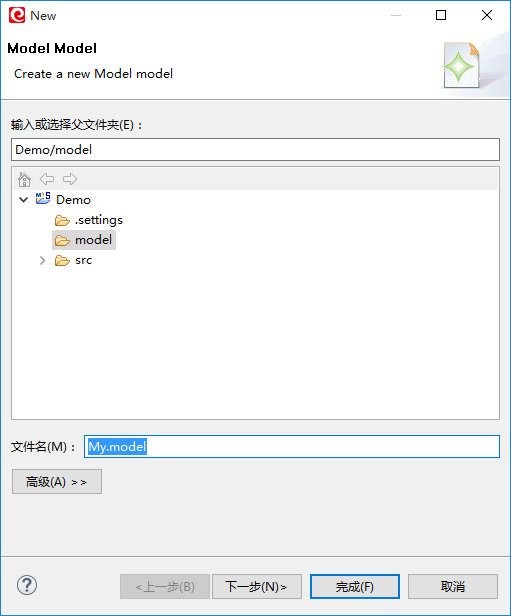 New
Model Model
Create a new Model model
输入或选择父文件夹(E)：
Demo/model
Demo
.settings
model
src
文件名(M)：
My.model
高级(A) >>
<上一步(B)
下一步(N)>
完成(F)
取消